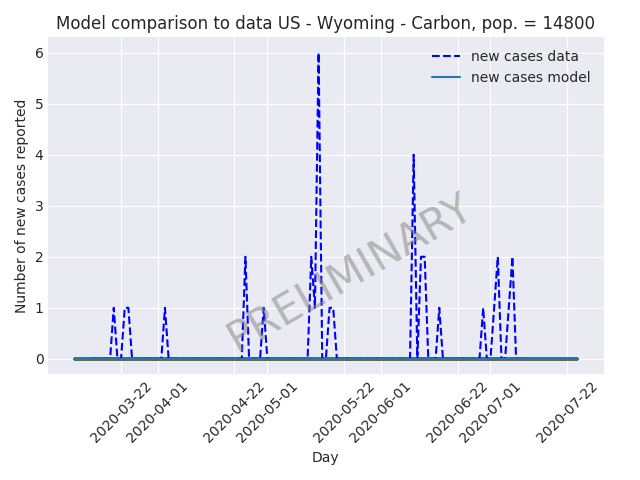 Model comparison to data US - Wyoming - Carbon, pop. = 14800
new cases data
new cases model
Number of new cases reported
6
5
4
3
2
1
0
PRELIMINARY
2020-03-22
2020-04-01
2020-04-22
2020-05-01
2020-05-22
2020-06-01
2020-06-22
2020-07-01
2020-07-22
Day